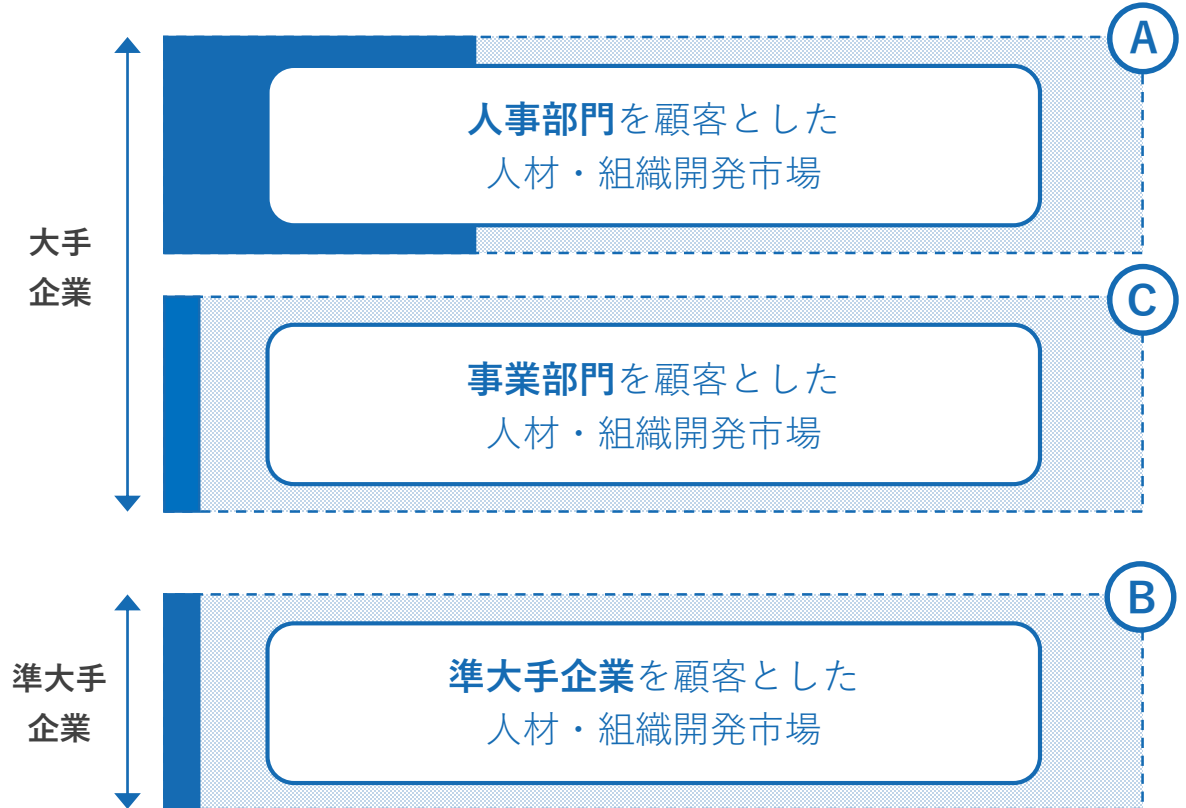 A
人事部門を顧客とした
人材・組織開発市場
大手
企業
C
事業部門を顧客とした
人材・組織開発市場
B
準大手
企業
準大手企業を顧客とした
人材・組織開発市場